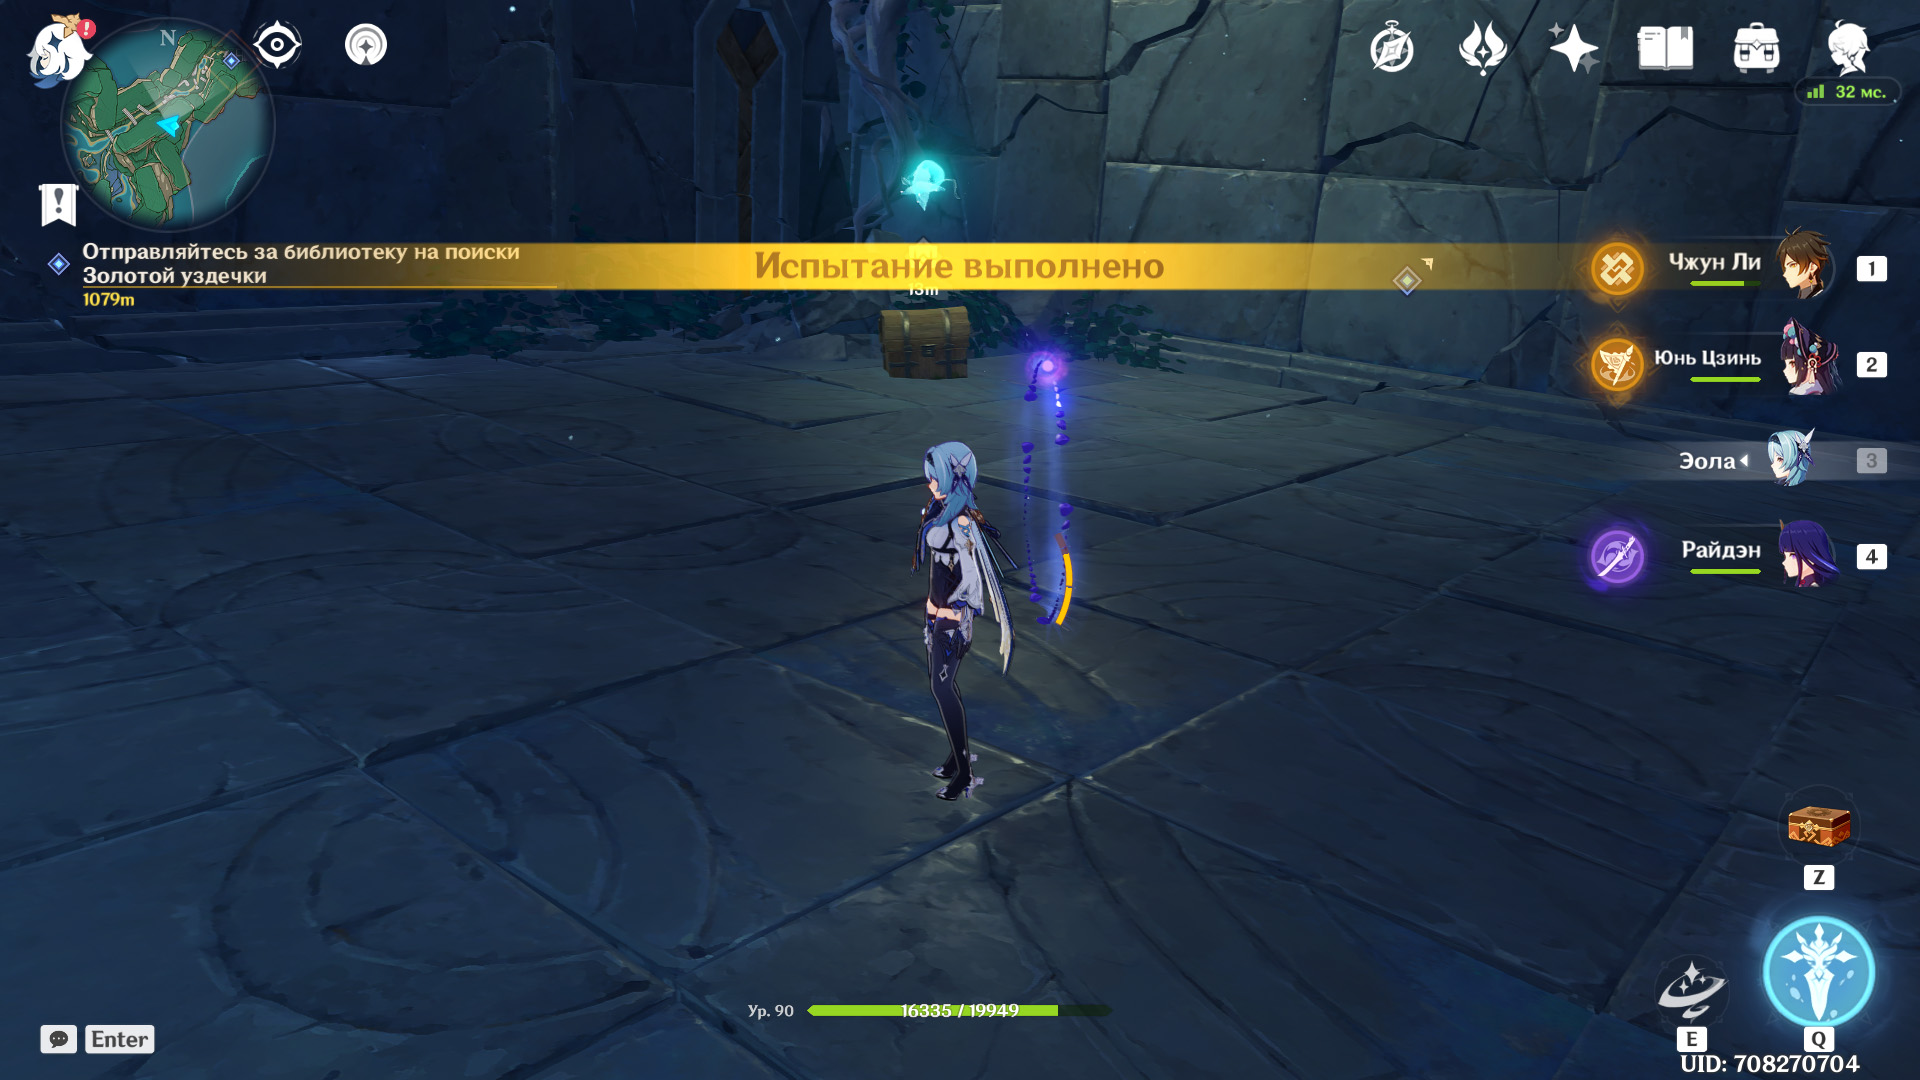 N
32 мс.
Отправляйтесь за библиотеку на поиски
Золотой уздечки
1079m
Испытание выполнено
13m
Чжун Ли
1
Юнь Цзинь
2
Эола
3
Райдэн
4
Z
Ур. 90
16335 / 19949
Enter
E
Q
UID: 708270704